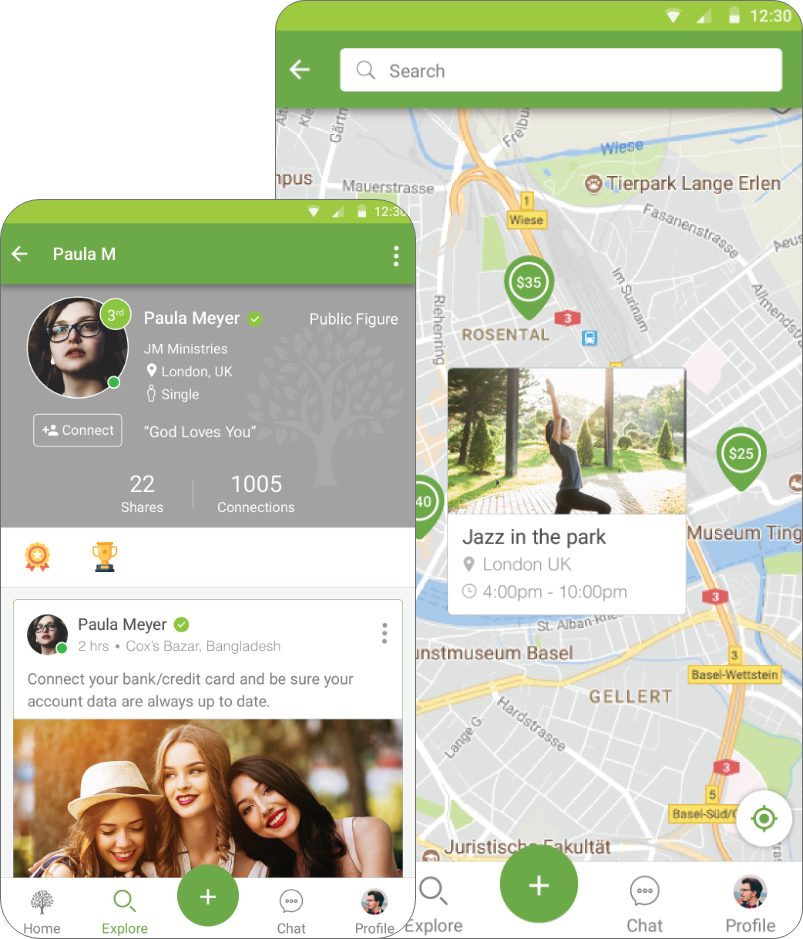 12:30
Search
Freibu
Gärtn
Wiese
mpus
Mauerstrasse
Tierpark Lange Erlen
1
Wiese
Fasanenstrasse
Aeus
Im Surinam
Allmendstras
Riehenring
$35
3
ROSENTAL
$25
40
Museum Ting
Jazz in the park
London UK
4:00pm - 10:00pm
3
St. Alban-Rhei
unstmuseum Basel
3
Basel-Wettstein
GELLERT
Hardstrasse
Lange G.
3
5
Basel-Süd/C
Juristische Fakultät
+
Explore
Chat
Profile
12:30
Paula M
3rd
Paula Meyer
Public Figure
JM Ministries
London, UK
Single
Connect
“God Loves You”
22
1005
Shares
Connections
Paula Meyer
2 hrs • Cox's Bazar, Bangladesh
Connect your bank/credit card and be sure your
account data are always up to date.
+
Home
Explore
Chat
Profile